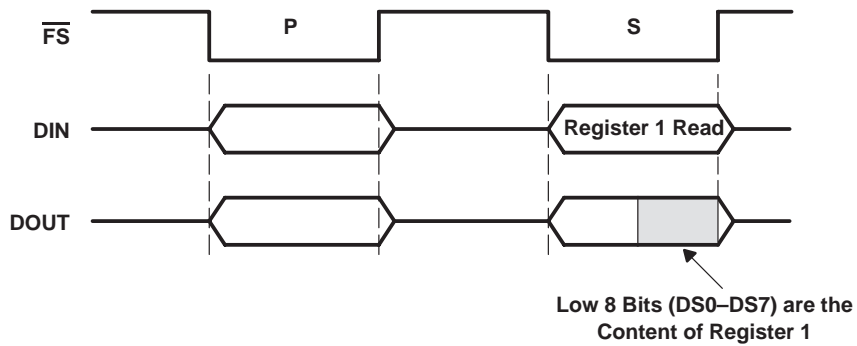 FS
P
S
DIN
Register 1 Read
DOUT
Low 8 Bits (DS0–DS7) are the
Content of Register 1